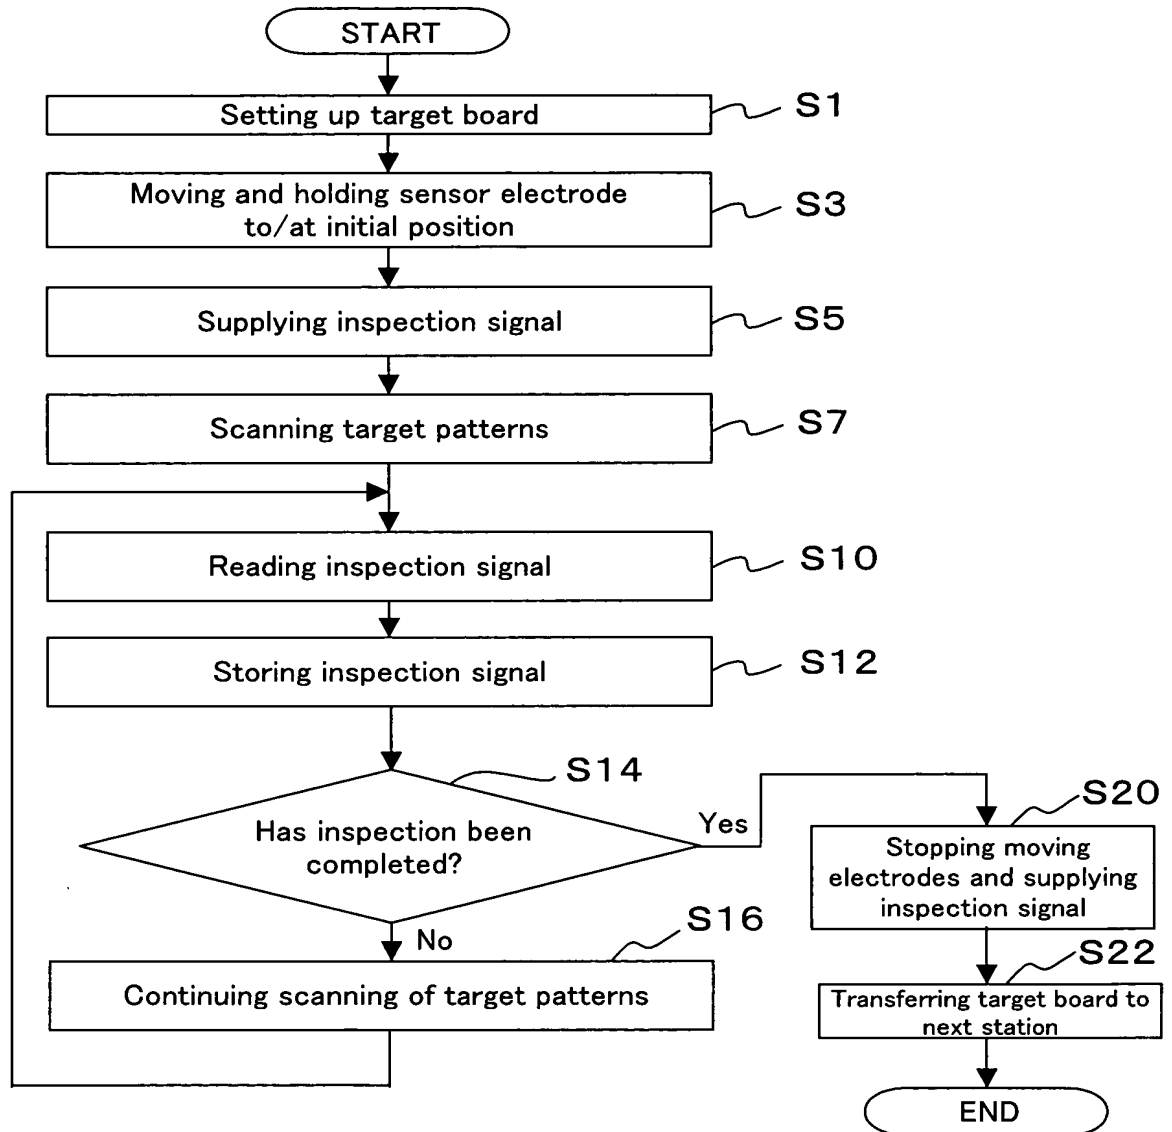 START
Setting up target board
S1
Moving and holding sensor electrode
to/at initial position
S3
Supplying inspection signal
S5
Scanning target patterns
S7
Reading inspection signal
S10
Storing inspection signal
S12
S14
Has inspection been
completed?
Yes
No
S16
Continuing scanning of target patterns
S20
Stopping moving
electrodes and supplying
inspection signal
S22
Transferring target board to
next station
END